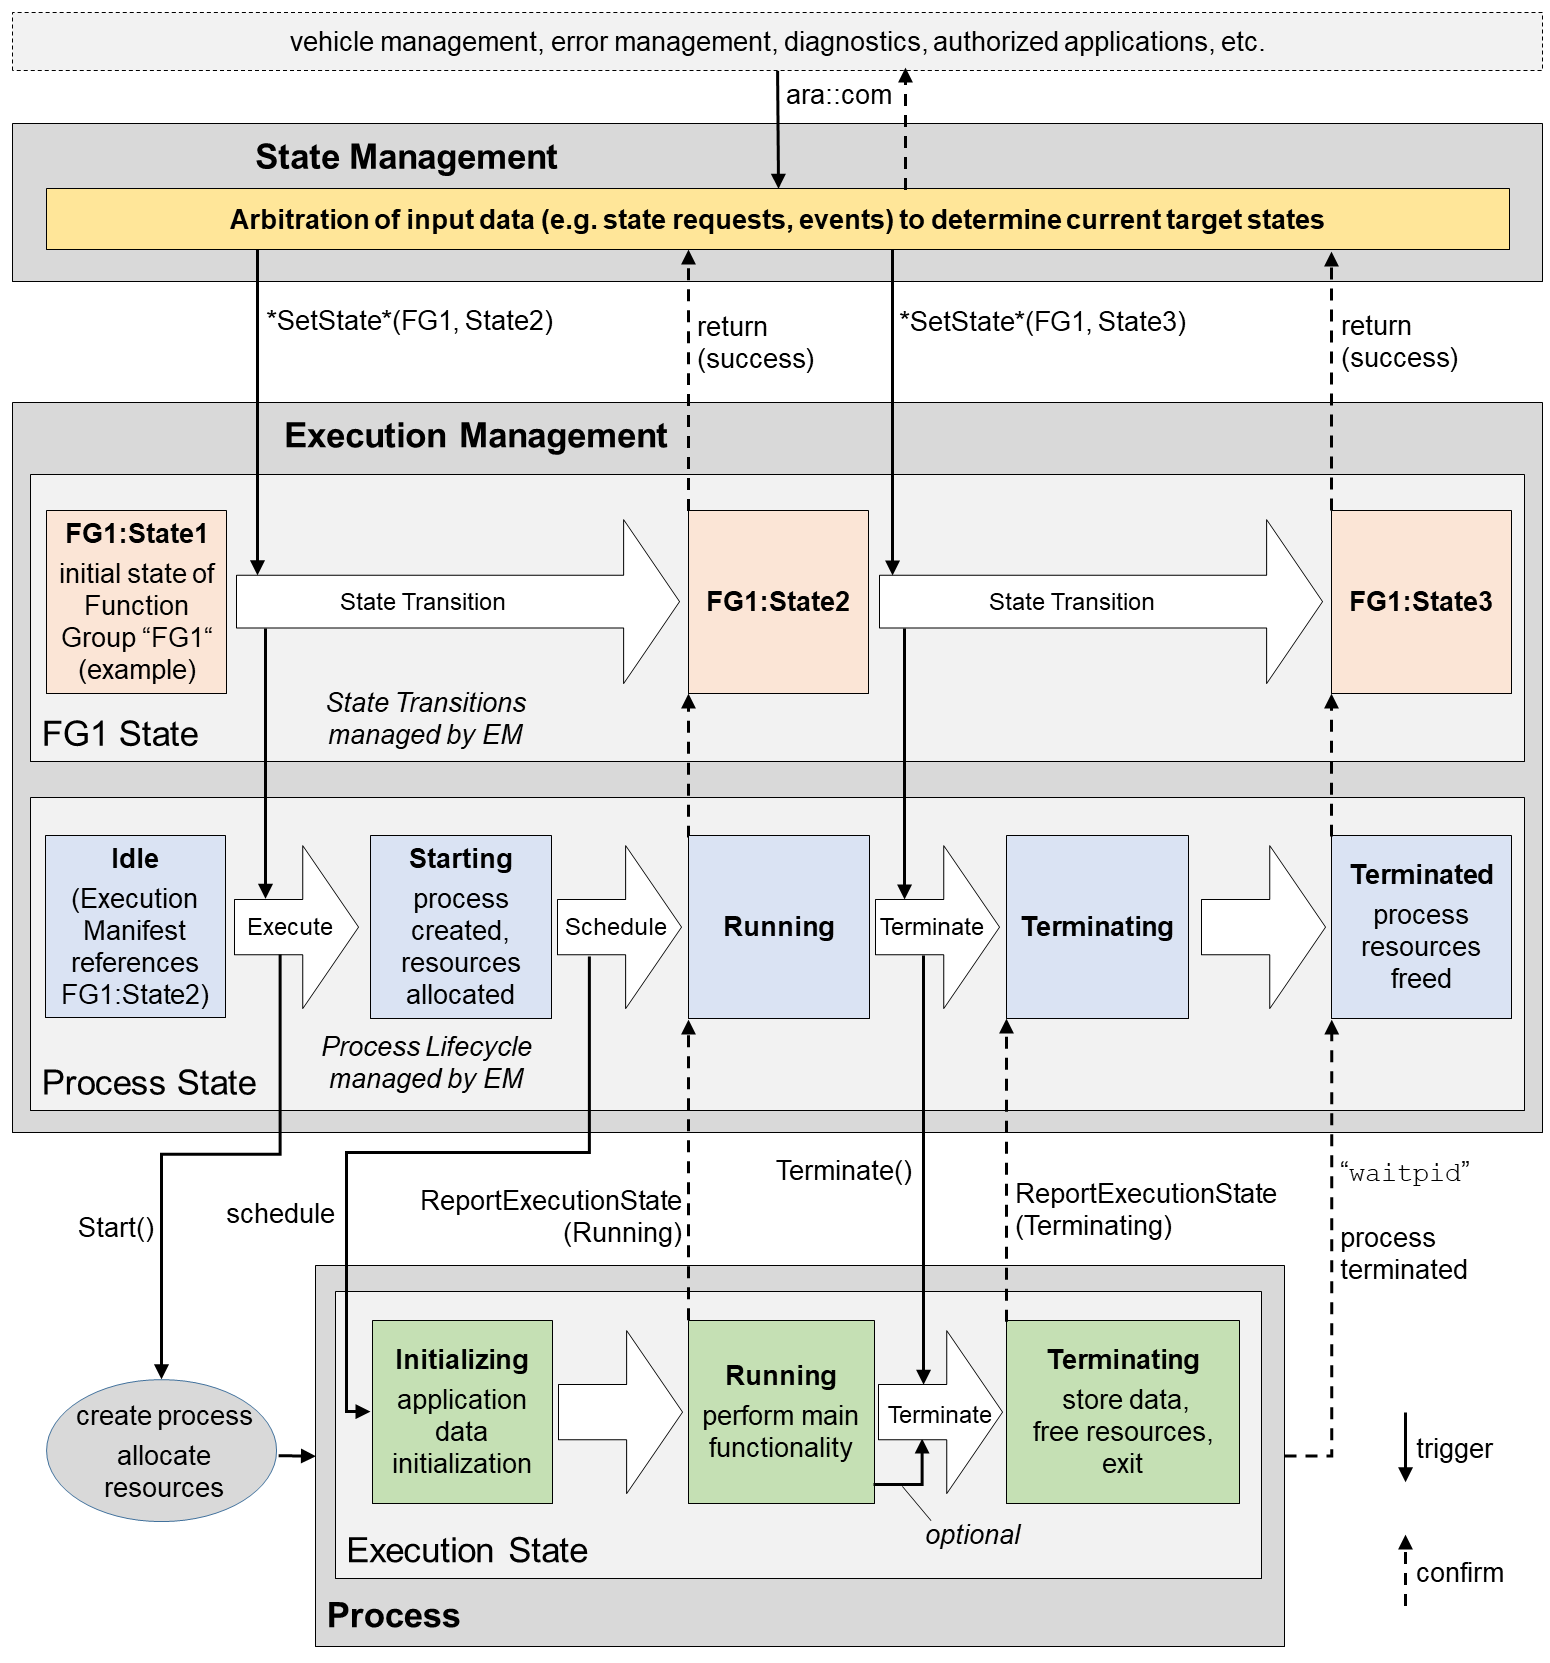 vehicle management, error management, diagnostics, authorized applications, etc.
ara::com
State Management
Arbitration of input data (e.g. state requests, events) to determine current target states
*SetState*(FG1, State2)
return
(success)
*SetState*(FG1, State3)
return
(success)
Execution Management
FG1:State1
initial state of
Function
Group “FG1“
(example)
State Transition
FG1:State2
State Transition
FG1:State3
State Transitions
managed by EM
FG1 State
Idle
(Execution
Manifest
references
FG1:State2)
Execute
Starting
process
created,
resources
allocated
Schedule
Running
Terminate
Terminating
Terminated
process
resources
freed
Process Lifecycle
managed by EM
Process State
Start()
schedule
ReportExecutionState
(Running)
Terminate()
ReportExecutionState
(Terminating)
“waitpid”
process
terminated
create process
allocate
resources
Initializing
application
data
initialization
Running
perform main
functionality
Terminate
Terminating
store data,
free resources,
exit
optional
Execution State
Process
trigger
confirm